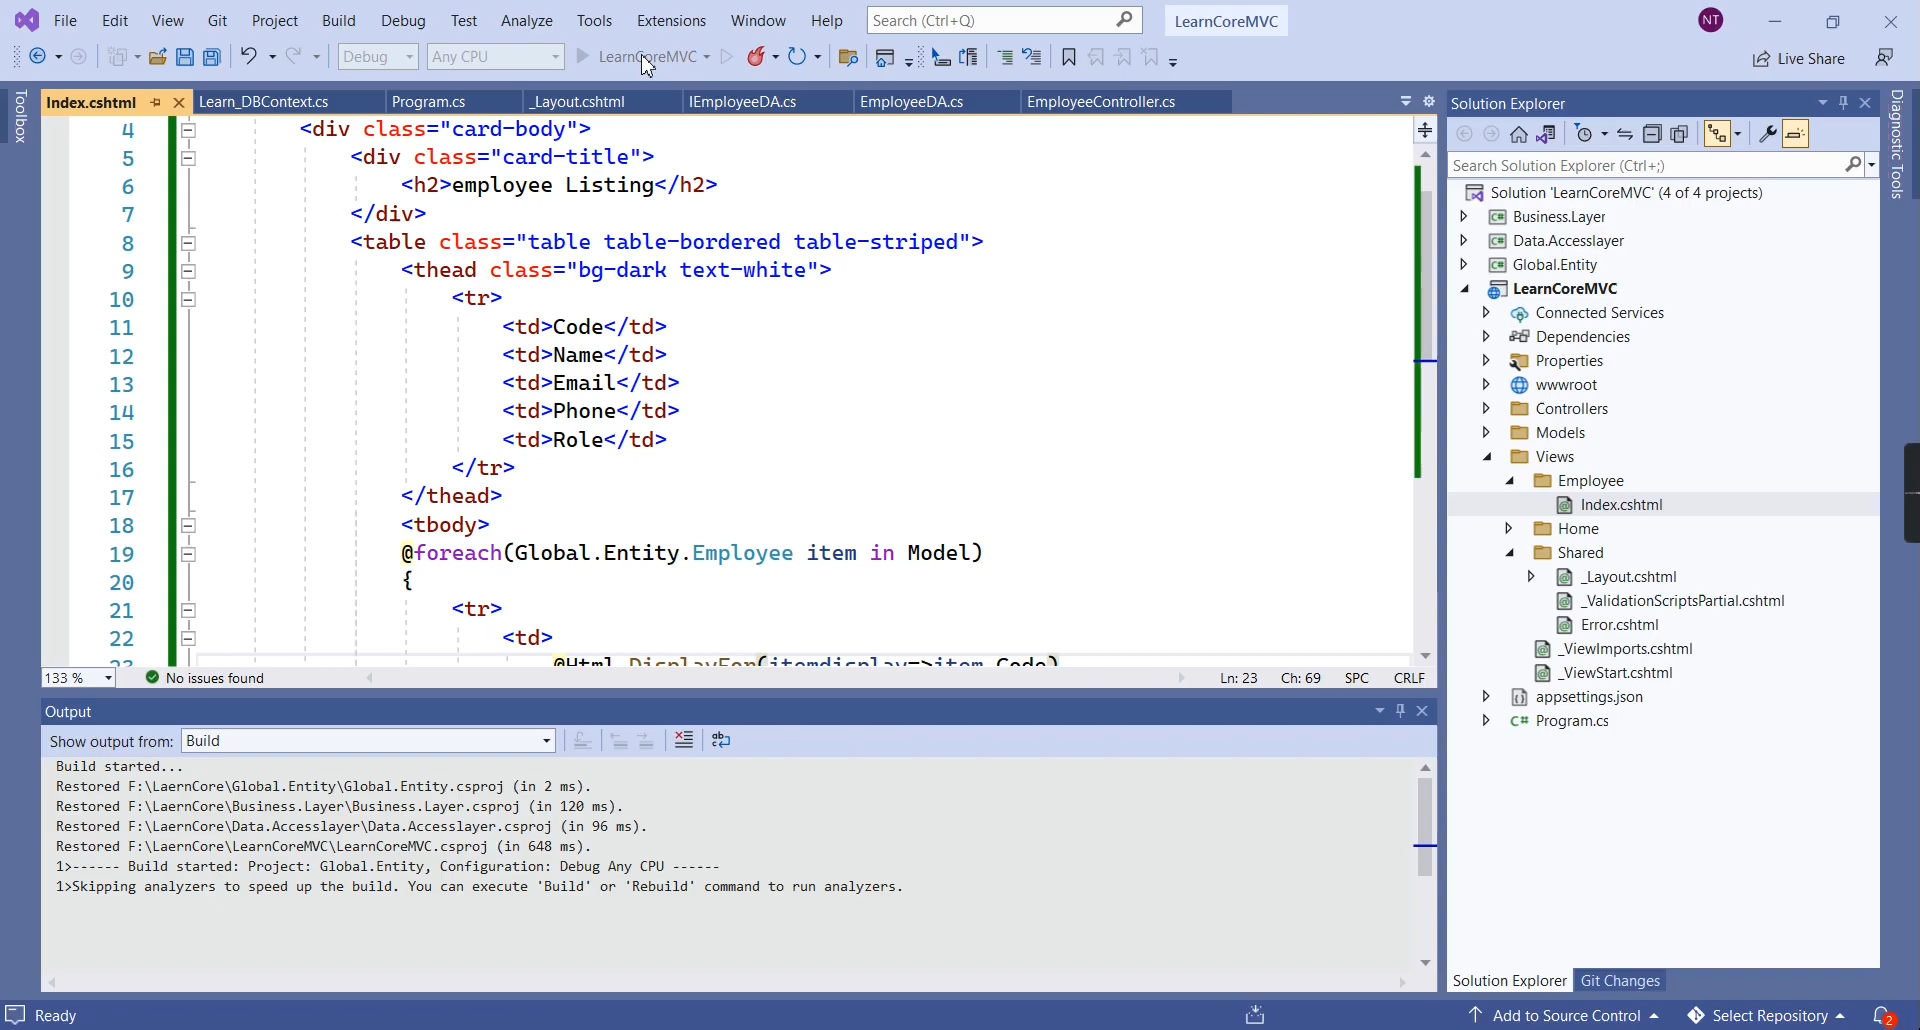 File Edit View Git Project Build Debug Test Analyze Tools Extensions Window Help Search (Ctrl+Q) LearnCoreMVC NT
Debug Any CPU LearnCoreMVC Live Share
Toolbox
Index.cshtml Learn_DBContext.cs Program.cs _Layout.cshtml IEmployeeDA.cs EmployeeDA.cs EmployeeController.cs
4 <div class="card-body">
5 <div class="card-title">
6 <h2>employee Listing</h2>
7 </div>
8 <table class="table table-bordered table-striped">
9 <thead class="bg-dark text-white">
10 <tr>
11 <td>Code</td>
12 <td>Name</td>
13 <td>Email</td>
14 <td>Phone</td>
15 <td>Role</td>
16 </tr>
17 </thead>
18 <tbody>
19 @foreach(Global.Entity.Employee item in Model)
20 {
21 <tr>
22 <td>
23 @Html.DisplayFor(itemdisplay=>item.Code)
133 % No issues found Ln: 23 Ch: 69 SPC CRLF
Output
Show output from: Build
Build started...
Restored F:\LaernCore\Global.Entity\Global.Entity.csproj (in 2 ms).
Restored F:\LaernCore\Business.Layer\Business.Layer.csproj (in 120 ms).
Restored F:\LaernCore\Data.Accesslayer\Data.Accesslayer.csproj (in 96 ms).
Restored F:\LaernCore\LearnCoreMVC\LearnCoreMVC.csproj (in 648 ms).
1>------ Build started: Project: Global.Entity, Configuration: Debug Any CPU ------
1>Skipping analyzers to speed up the build. You can execute 'Build' or 'Rebuild' command to run analyzers.
Solution Explorer
Search Solution Explorer (Ctrl+;)
Solution 'LearnCoreMVC' (4 of 4 projects)
C# Business.Layer
C# Data.Accesslayer
C# Global.Entity
LearnCoreMVC
Connected Services
Dependencies
Properties
wwwroot
Controllers
Models
Views
Employee
Index.cshtml
Home
Shared
_Layout.cshtml
_ValidationScriptsPartial.cshtml
Error.cshtml
_ViewImports.cshtml
_ViewStart.cshtml
appsettings.json
C# Program.cs
Solution Explorer Git Changes
Diagnostic Tools
Ready Add to Source Control Select Repository 2